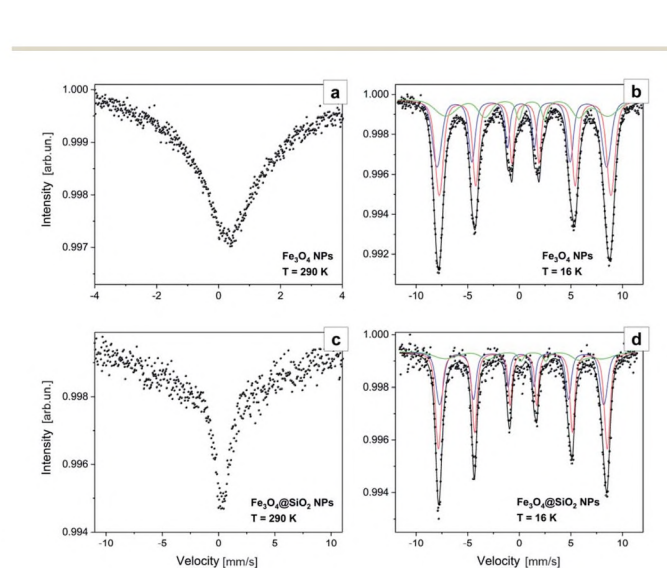 a
b
1.000
0.999
0.998
0.997
Intensity [arb.un.]
-4
-2
0
2
4
Fe₃O₄ NPs
T = 290 K
1.000
0.998
0.996
0.994
0.992
-10
-5
0
5
10
Fe₃O₄ NPs
T = 16 K
c
d
0.998
0.996
0.994
Intensity [arb.un.]
-10
-5
0
5
10
Velocity [mm/s]
Fe₃O₄@SiO₂ NPs
T = 290 K
1.000
0.998
0.996
0.994
-10
-5
0
5
10
Velocity [mm/s]
Fe₃O₄@SiO₂ NPs
T = 16 K